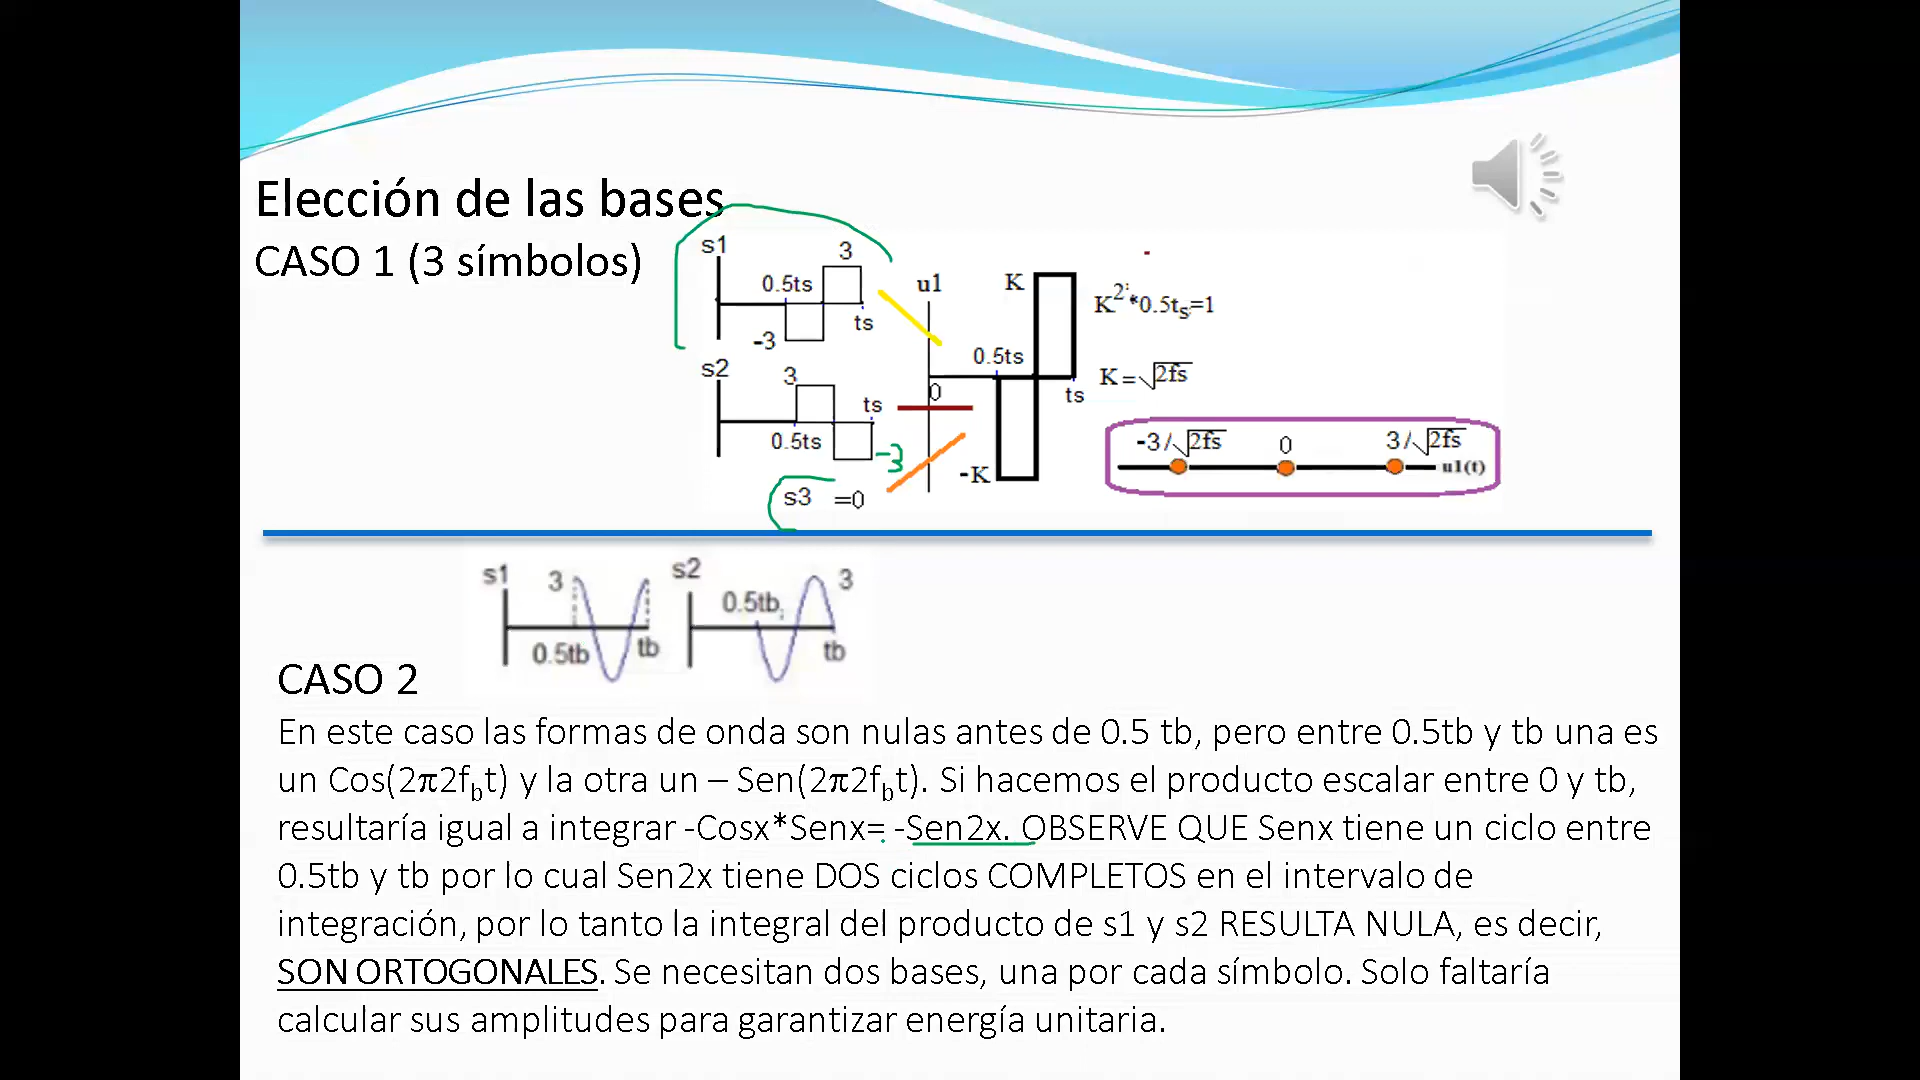 Elección de las bases
CASO 1 (3 símbolos)
s1
3
0.5ts
ts
-3
s2
3
ts
0.5ts
-3
s3 =0
u1
K
0.5ts
0
ts
-K
K²*0.5ts=1
K=√2fs
-3/√2fs 0 3/√2fs
u1(t)
s1
3
0.5tb
tb
s2
3
0.5tb
tb
CASO 2
En este caso las formas de onda son nulas antes de 0.5 tb, pero entre 0.5tb y tb una es
un Cos(2π2fbt) y la otra un – Sen(2π2fbt). Si hacemos el producto escalar entre 0 y tb,
resultaría igual a integrar -Cosx*Senx= -Sen2x. OBSERVE QUE Senx tiene un ciclo entre
0.5tb y tb por lo cual Sen2x tiene DOS ciclos COMPLETOS en el intervalo de
integración, por lo tanto la integral del producto de s1 y s2 RESULTA NULA, es decir,
SON ORTOGONALES. Se necesitan dos bases, una por cada símbolo. Solo faltaría
calcular sus amplitudes para garantizar energía unitaria.